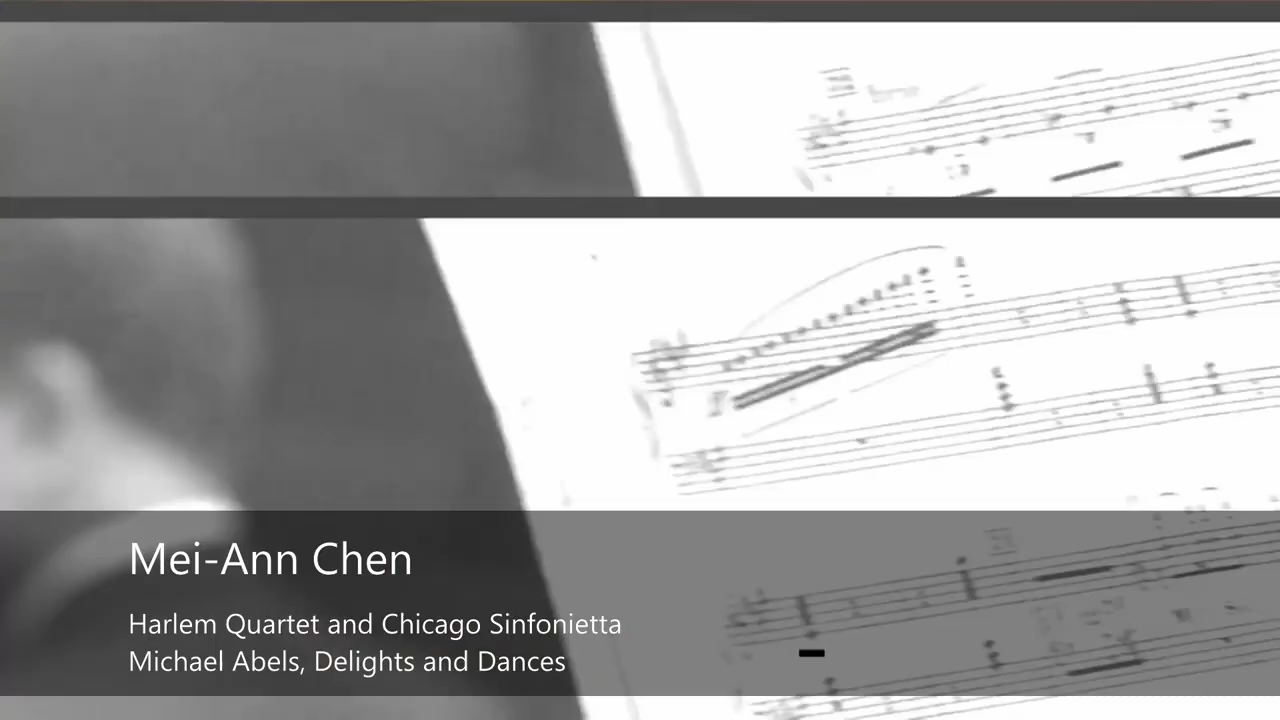 Mei-Ann Chen
Harlem Quartet and Chicago Sinfonietta
Michael Abels, Delights and Dances